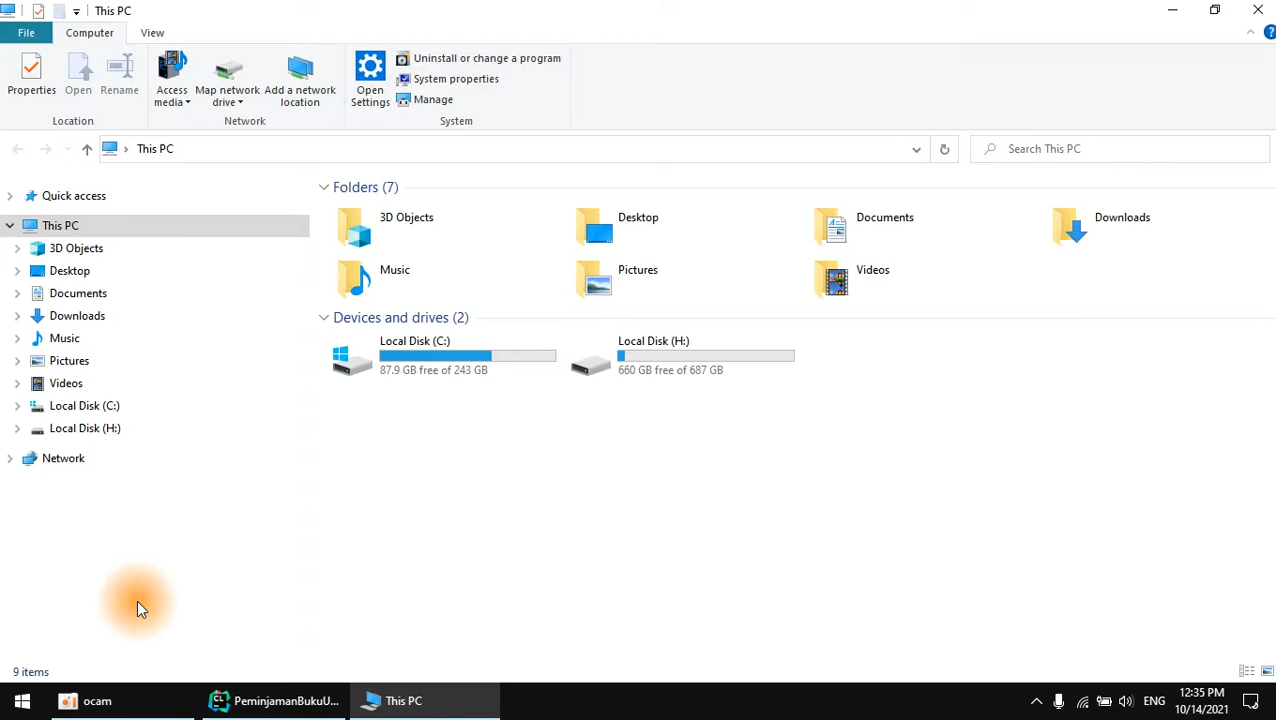 This PC
File Computer View
Properties Open Rename Access media Map network drive Add a network location Open Settings Uninstall or change a program
System properties
Manage
Location Network System
This PC Search This PC
Quick access
This PC
3D Objects
Desktop
Documents
Downloads
Music
Pictures
Videos
Local Disk (C:)
Local Disk (H:)
Network
Folders (7)
3D Objects Desktop Documents Downloads
Music Pictures Videos
Devices and drives (2)
Local Disk (C:) Local Disk (H:)
87.9 GB free of 243 GB 660 GB free of 687 GB
9 items
ocam CL PeminjamanBukuU... This PC ENG 12:35 PM
10/14/2021